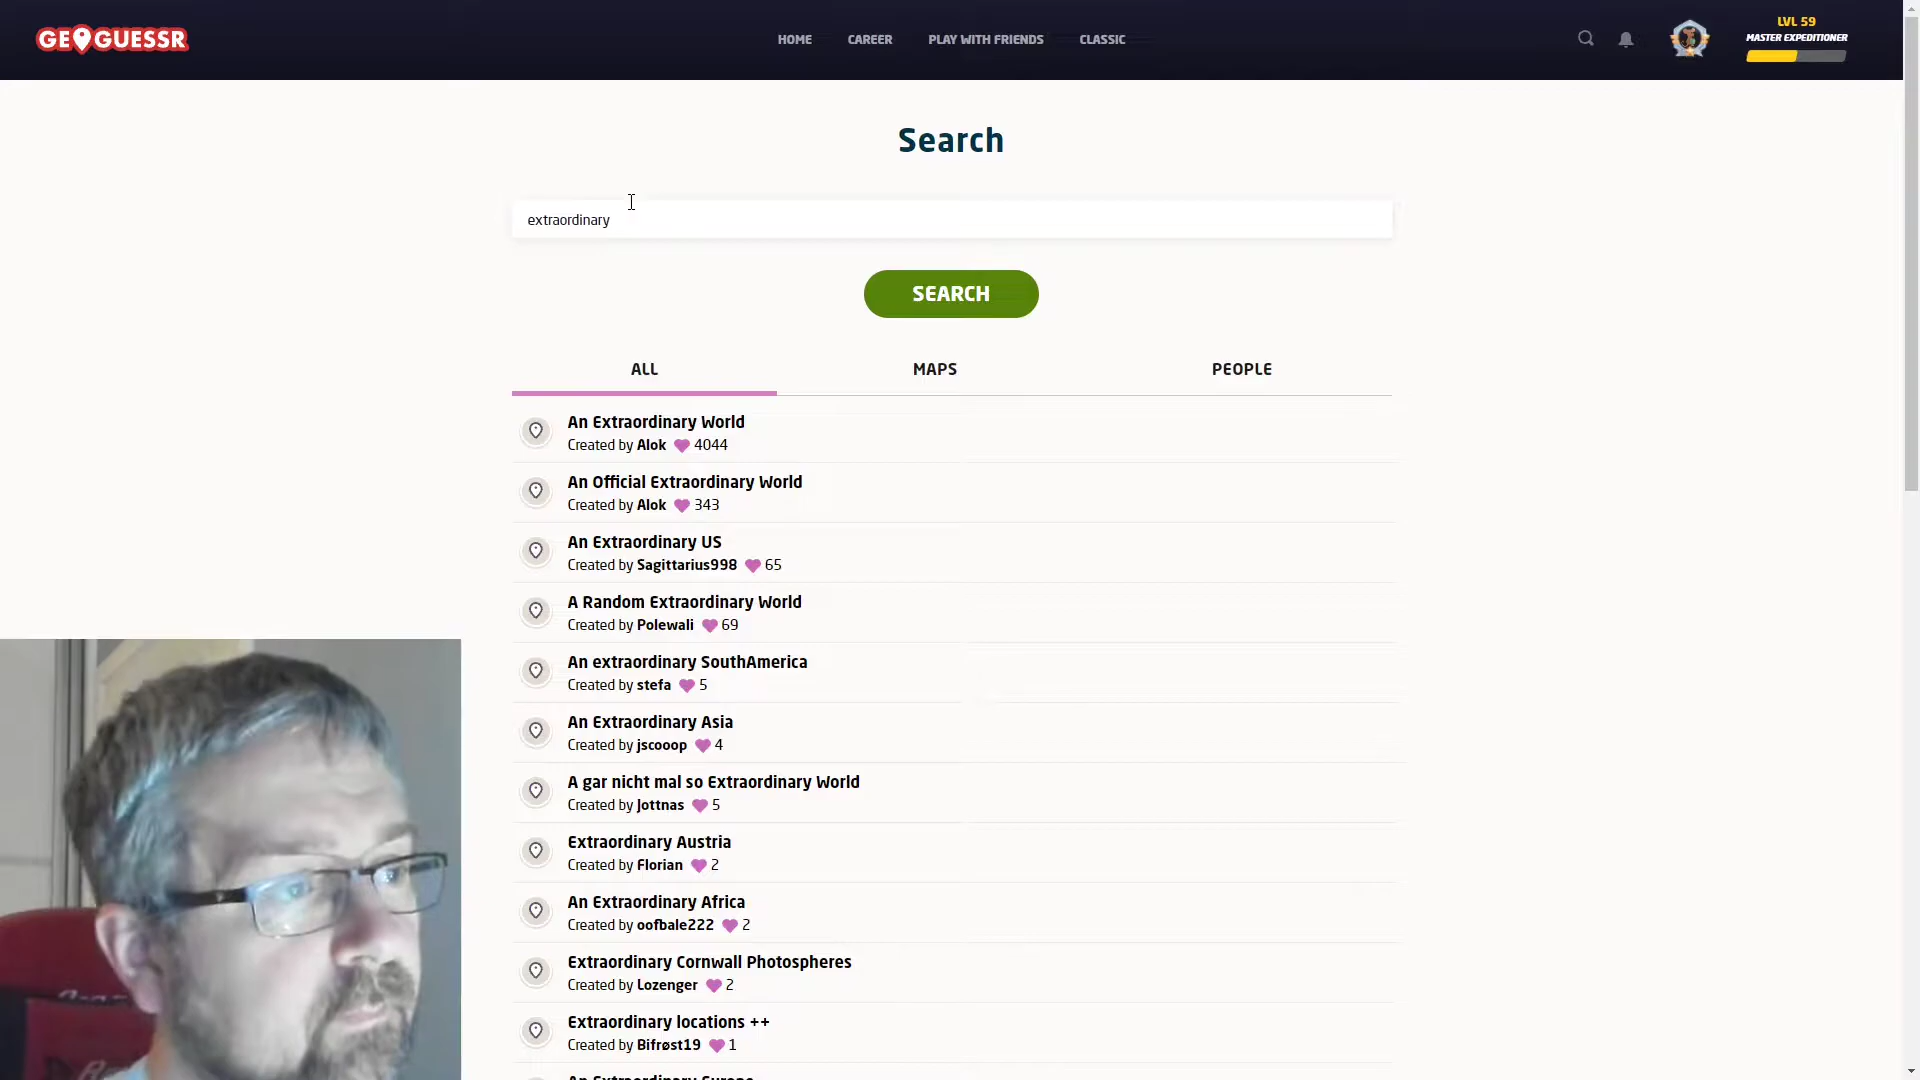 GEOGUESSR
HOME
CAREER
PLAY WITH FRIENDS
CLASSIC
LVL 59
MASTER EXPEDITIONER
Search
extraordinary
SEARCH
ALL
MAPS
PEOPLE
An Extraordinary World
Created by Alok 4044
An Official Extraordinary World
Created by Alok 343
An Extraordinary US
Created by Sagittarius998 65
A Random Extraordinary World
Created by Polewali 69
An extraordinary SouthAmerica
Created by stefa 5
An Extraordinary Asia
Created by jscooop 4
A gar nicht mal so Extraordinary World
Created by Jottnas 5
Extraordinary Austria
Created by Florian 2
An Extraordinary Africa
Created by oofbale222 2
Extraordinary Cornwall Photospheres
Created by Lozenger 2
Extraordinary locations ++
Created by Bifrøst19 1
An Extraordinary Europe